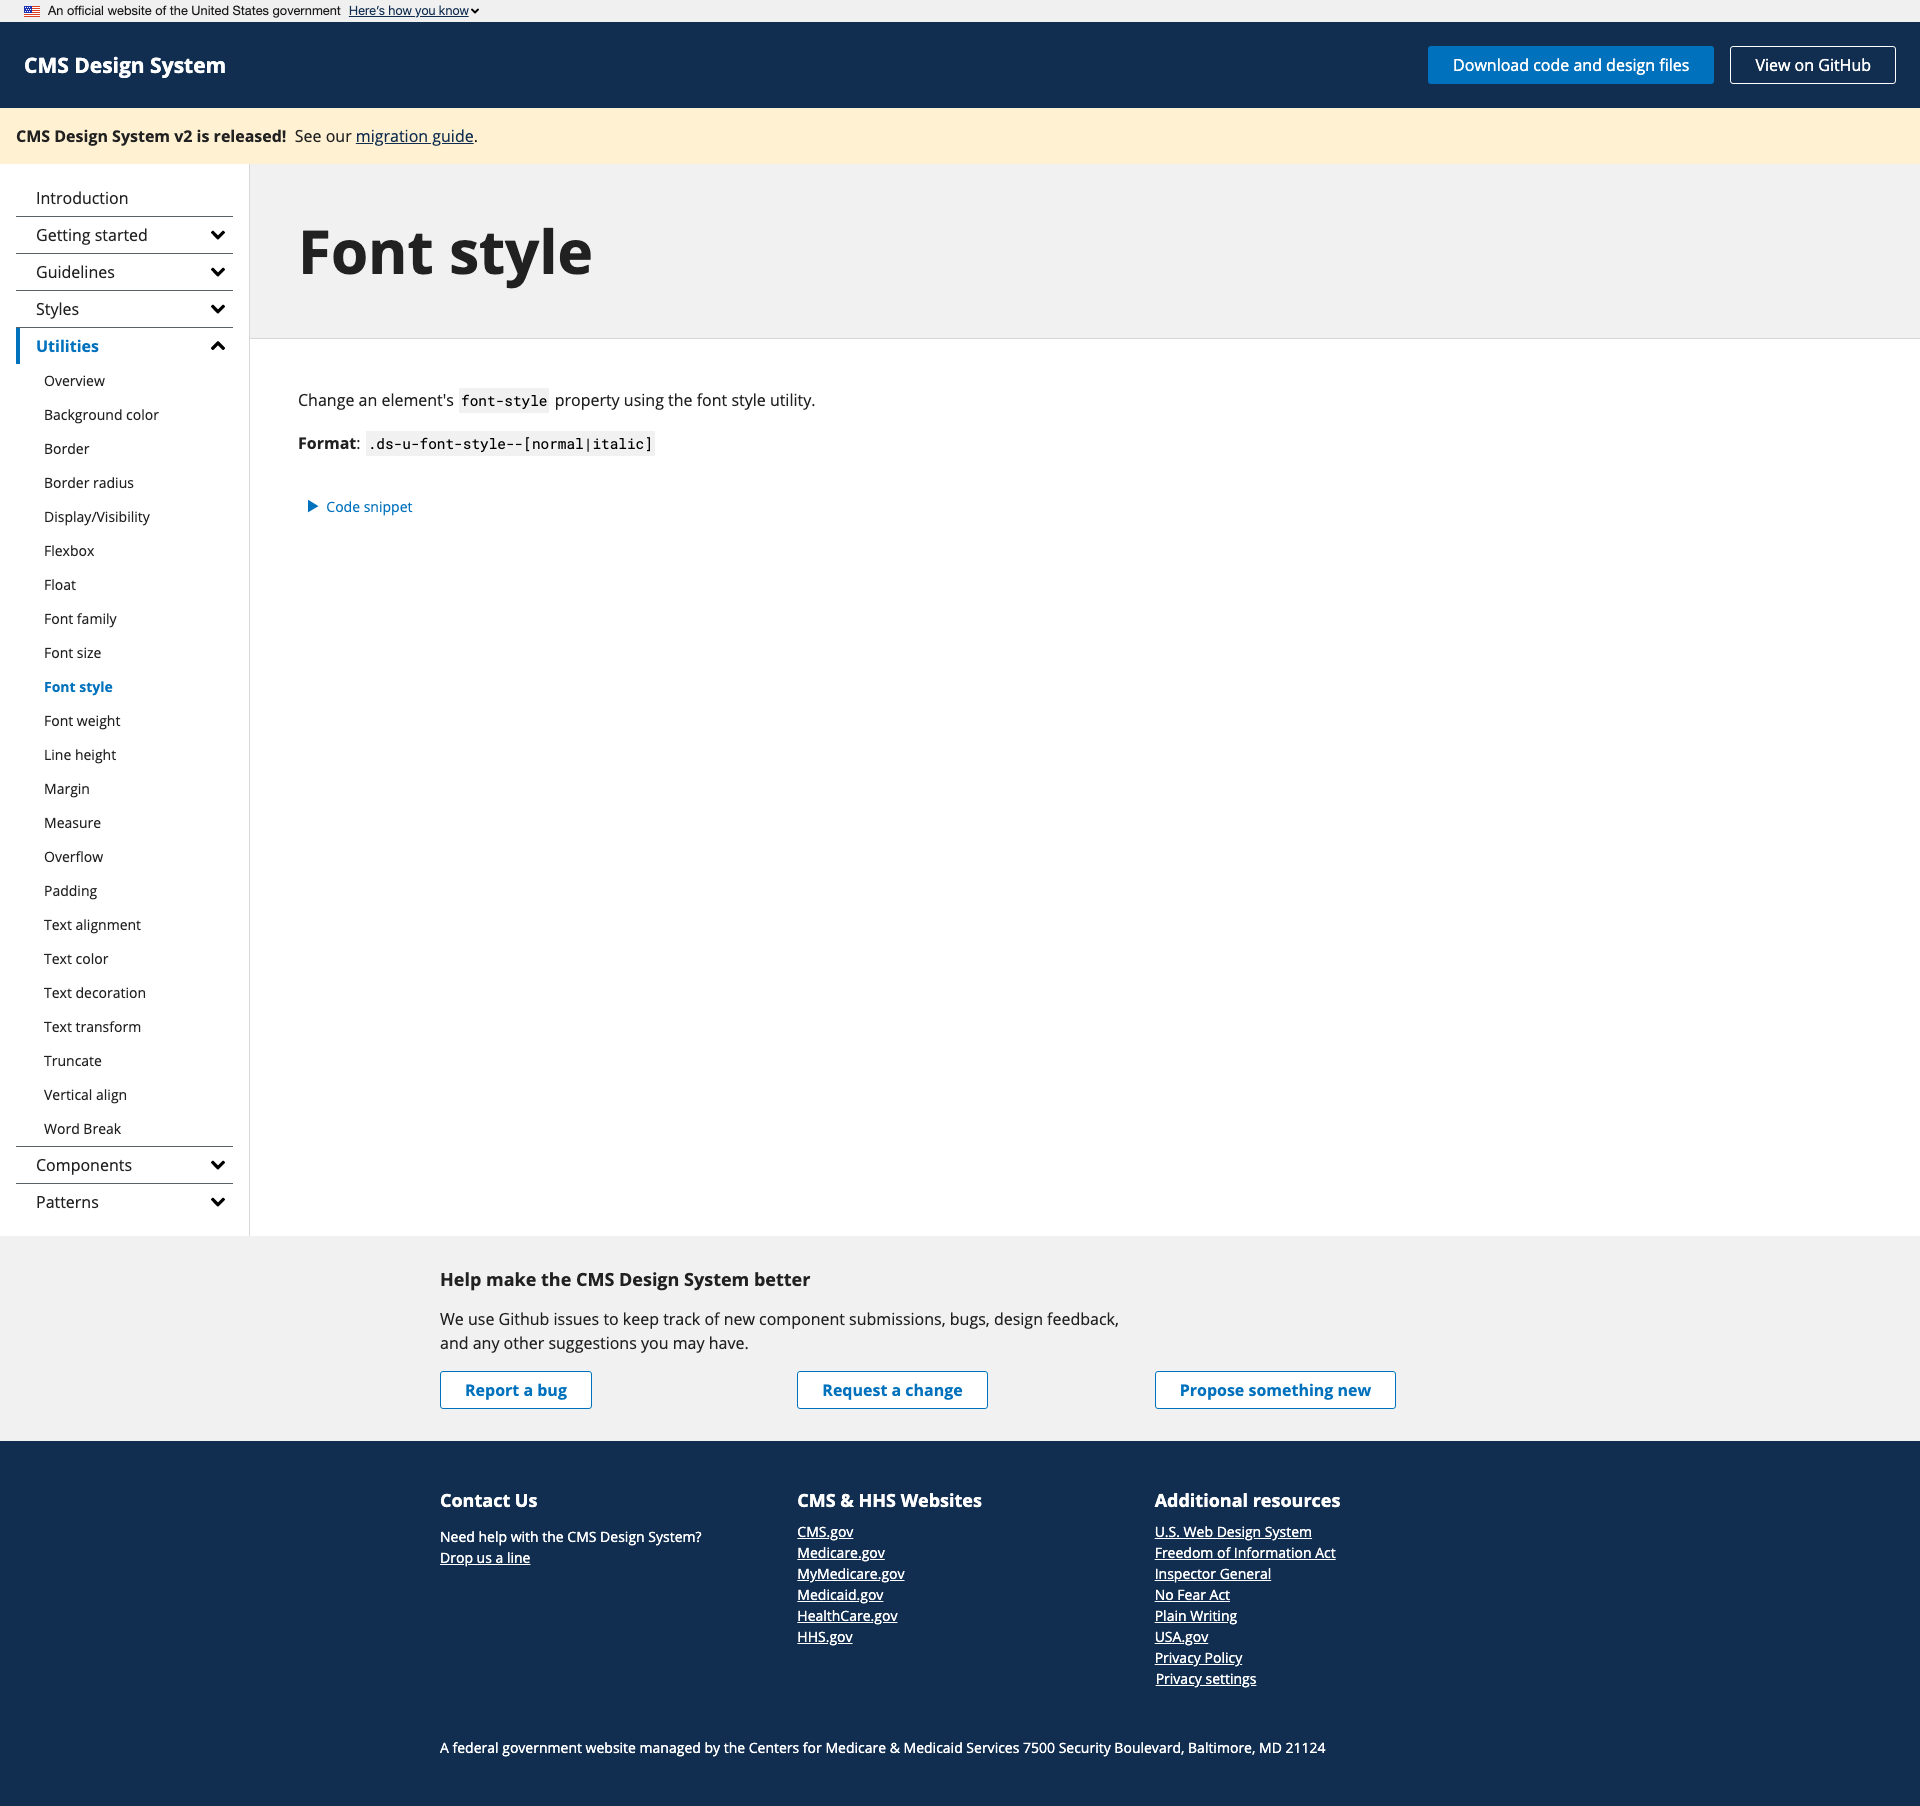 An official website of the United States government Here's how you know
CMS Design System
Download code and design files
View on GitHub
CMS Design System v2 is released! See our migration guide.
Introduction
Getting started
Guidelines
Styles
Utilities
Overview
Background color
Border
Border radius
Display/Visibility
Flexbox
Float
Font family
Font size
Font style
Font weight
Line height
Margin
Measure
Overflow
Padding
Text alignment
Text color
Text decoration
Text transform
Truncate
Vertical align
Word Break
Components
Patterns
Font style
Change an element's font-style property using the font style utility.
Format: .ds-u-font-style--[normal|italic]
Code snippet
Help make the CMS Design System better
We use Github issues to keep track of new component submissions, bugs, design feedback,
and any other suggestions you may have.
Report a bug
Request a change
Propose something new
Contact Us
Need help with the CMS Design System?
Drop us a line
CMS & HHS Websites
CMS.gov
Medicare.gov
MyMedicare.gov
Medicaid.gov
HealthCare.gov
HHS.gov
Additional resources
U.S. Web Design System
Freedom of Information Act
Inspector General
No Fear Act
Plain Writing
USA.gov
Privacy Policy
Privacy settings
A federal government website managed by the Centers for Medicare & Medicaid Services 7500 Security Boulevard, Baltimore, MD 21124